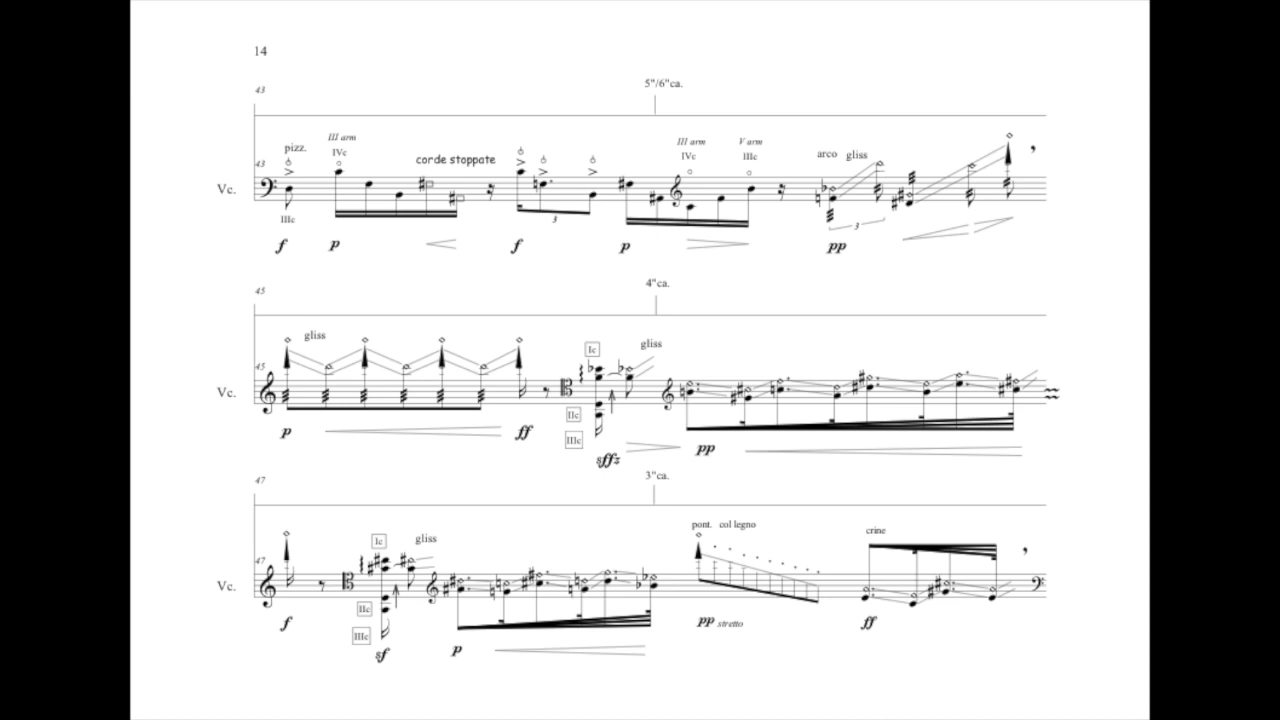 14
43
5"/6"ca.
III arm
III arm
V arm
pizz.
IVc
corde stoppate
IVc
IIIc
arco gliss
43
Vc.
IIIc
3
3
f p f p pp
45
4"ca.
gliss
Ic
gliss
45
Vc.
IIc
p ff
IIIc
sffz
pp
47
3"ca.
pont. col legno
crine
Ic
gliss
47
Vc.
IIc
f
pp stretto
ff
IIIc
sf
p